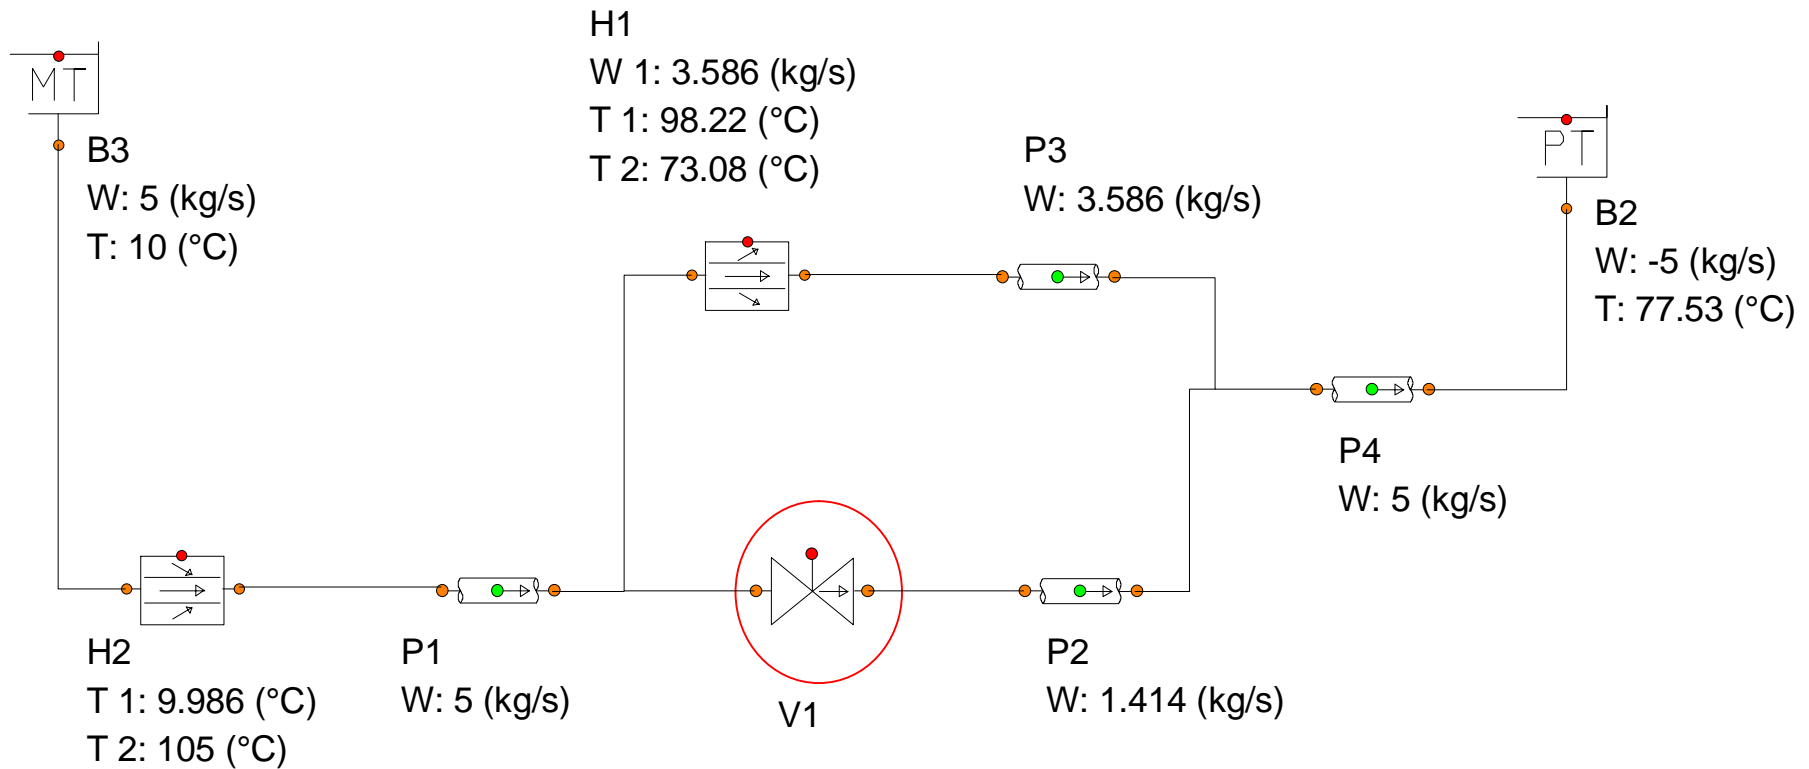 H1
W 1: 3.586 (kg/s)
T 1: 98.22 (°C)
T 2: 73.08 (°C)
MT
B3
W: 5 (kg/s)
T: 10 (°C)
P3
W: 3.586 (kg/s)
PT
B2
W: -5 (kg/s)
T: 77.53 (°C)
P4
W: 5 (kg/s)
H2
T 1: 9.986 (°C)
T 2: 105 (°C)
P1
W: 5 (kg/s)
V1
P2
W: 1.414 (kg/s)